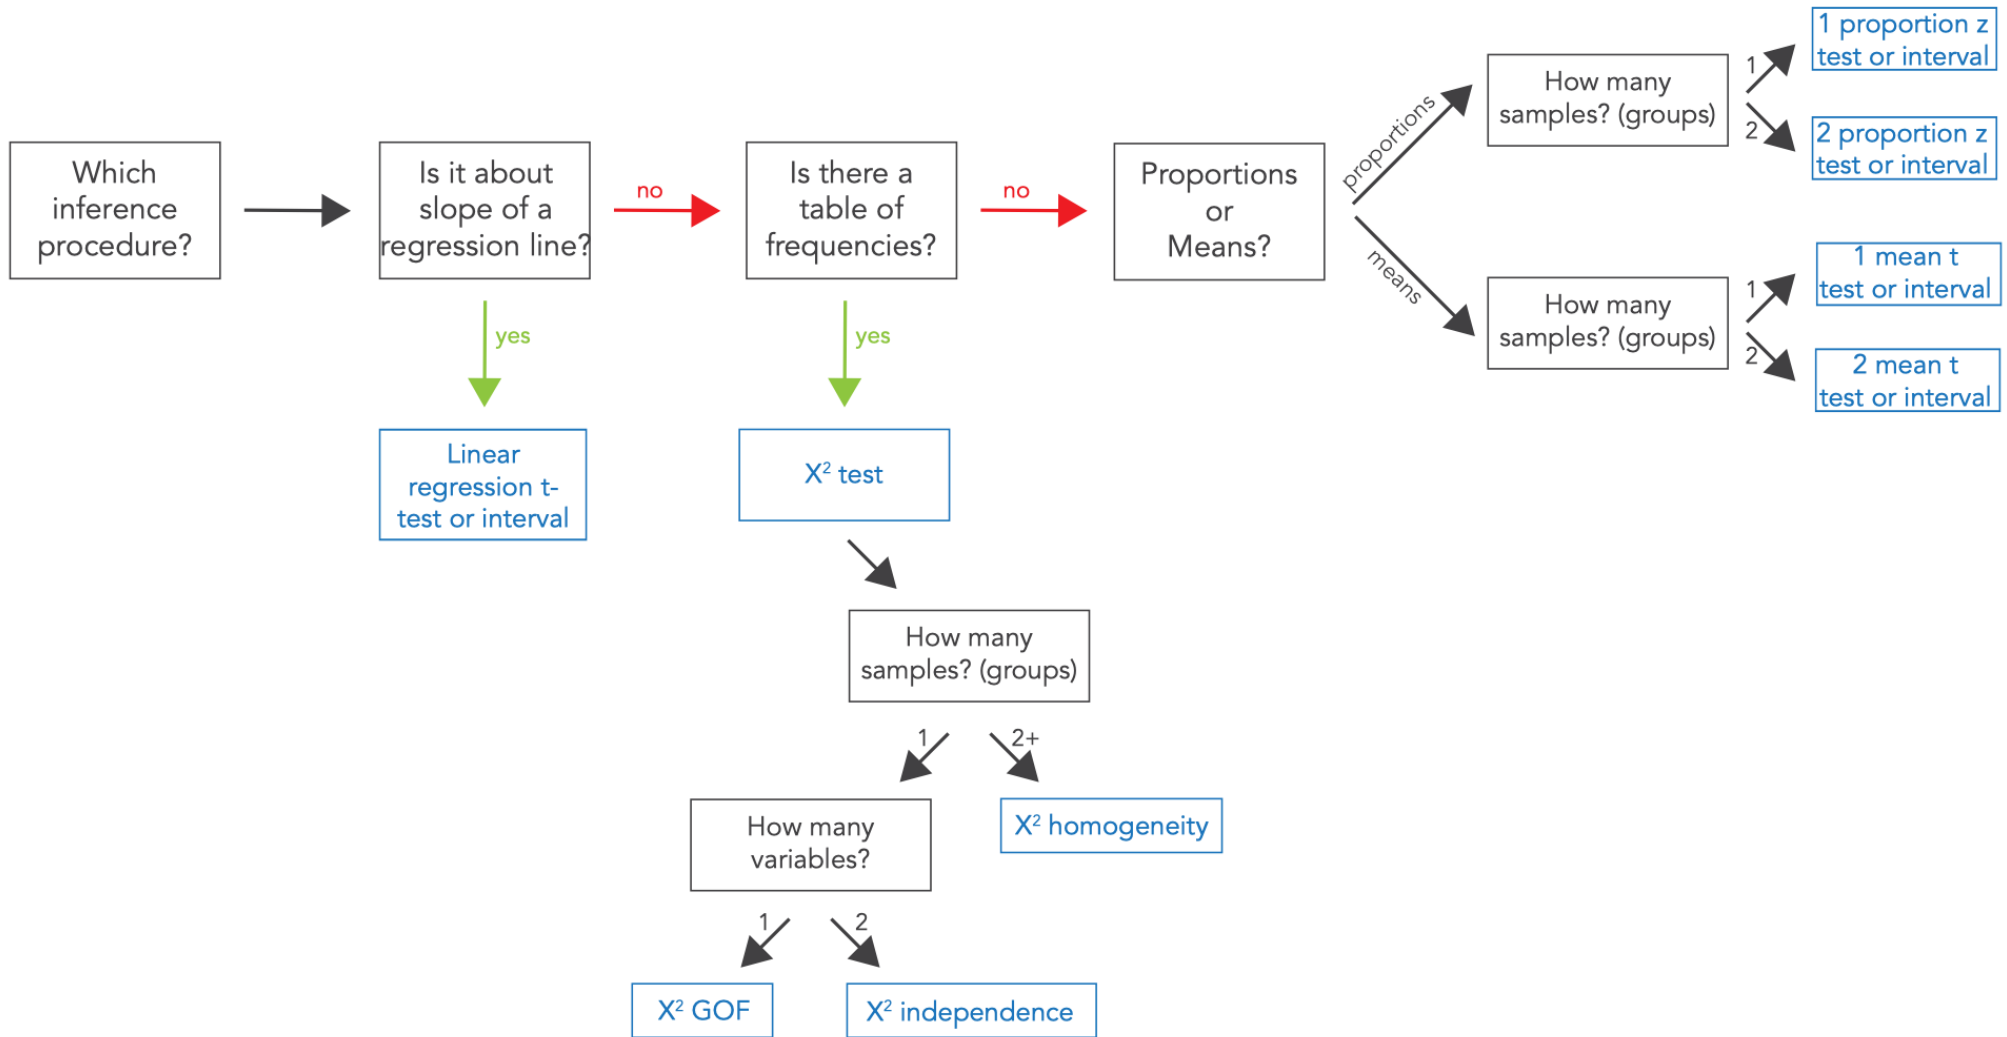 Which
inference
procedure?
Is it about
slope of a
regression line?
no
yes
Linear
regression t-
test or interval
Is there a
table of
frequencies?
no
yes
X² test
How many
samples? (groups)
1
2+
How many
variables?
X² homogeneity
1
2
X² GOF
X² independence
Proportions
or
Means?
proportions
means
How many
samples? (groups)
1
2
1 proportion z
test or interval
2 proportion z
test or interval
How many
samples? (groups)
1
2
1 mean t
test or interval
2 mean t
test or interval